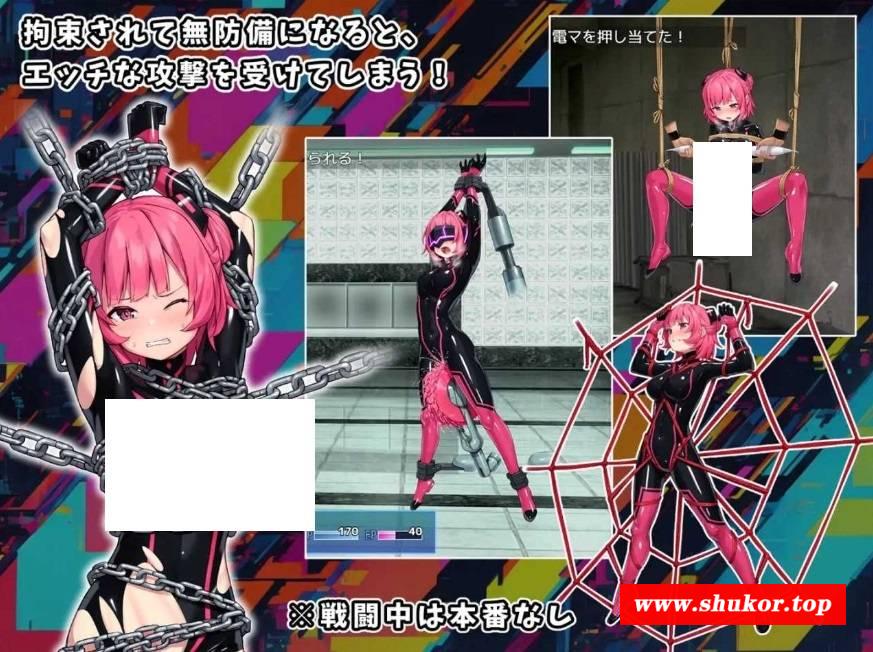 拘束されて無防備になると、
エッチな攻撃を受けてしまう!
電マを押し当てた!
られる!
170 EP 40
※戦闘中は本番なし
www.shukor.top